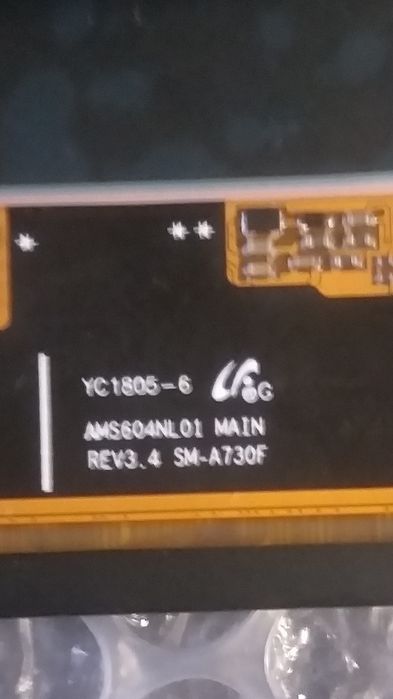 * **
YC1805-6 G
AMS604NL01 MAIN
REV3.4 SM-A730F